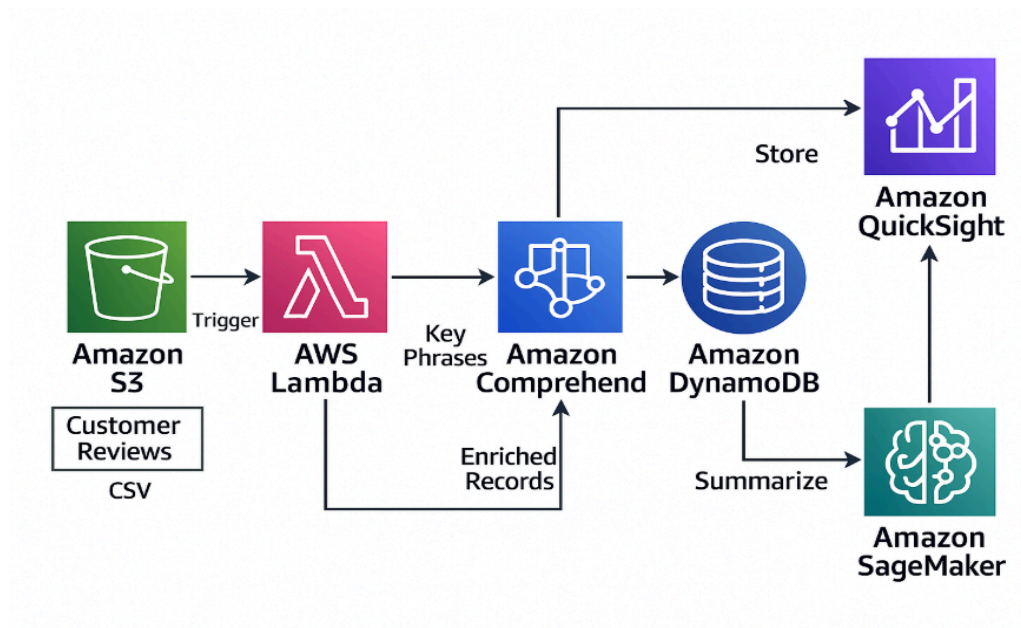 Store
Amazon
QuickSight
Trigger
Key
Phrases
Amazon
S3
AWS
Lambda
Amazon
Comprehend
Amazon
DynamoDB
Customer
Reviews
CSV
Enriched
Records
Summarize
Amazon
SageMaker